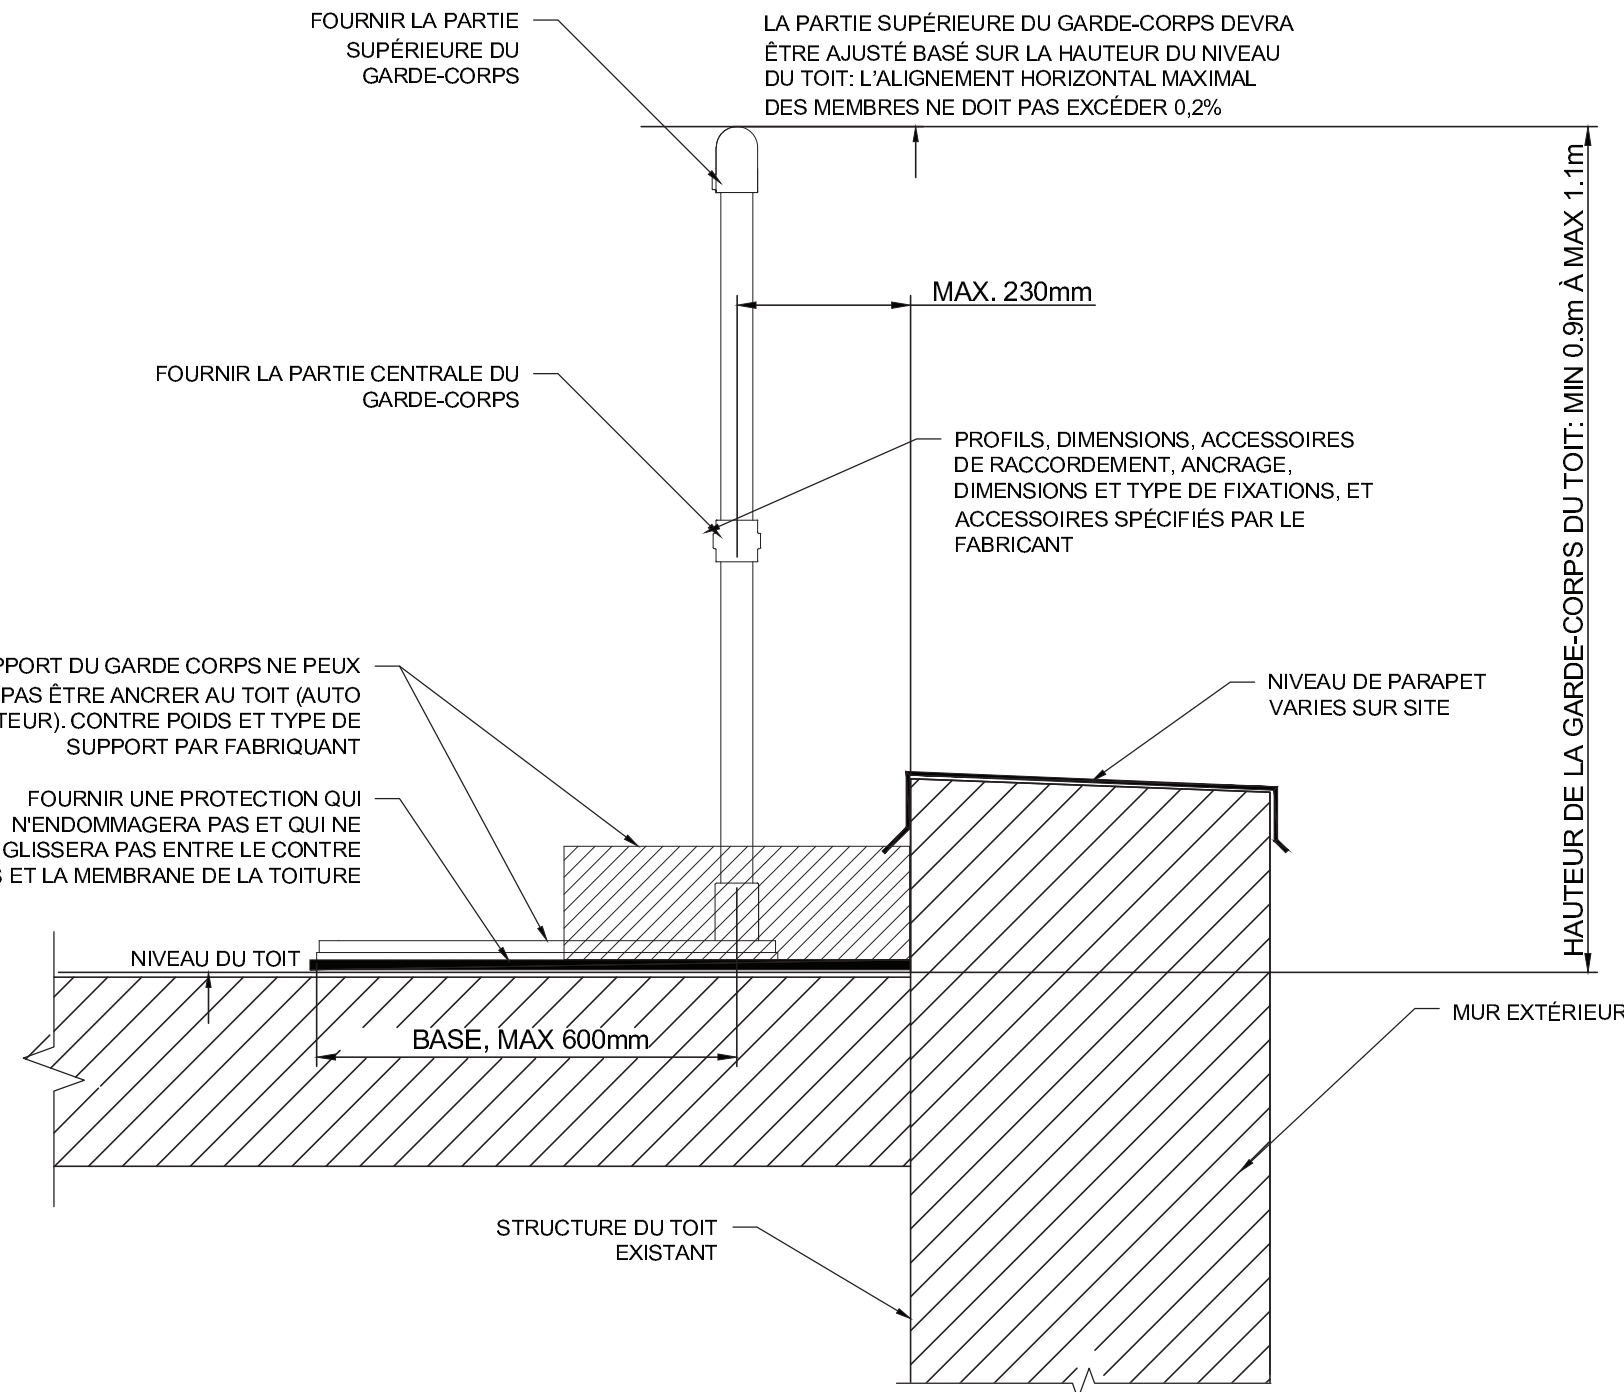 FOURNIR LA PARTIE
SUPÉRIEURE DU
GARDE-CORPS
LA PARTIE SUPÉRIEURE DU GARDE-CORPS DEVRA
ÊTRE AJUSTÉ BASÉ SUR LA HAUTEUR DU NIVEAU
DU TOIT: L'ALIGNEMENT HORIZONTAL MAXIMAL
DES MEMBRES NE DOIT PAS EXCÉDER 0,2%
HAUTEUR DE LA GARDE-CORPS DU TOIT: MIN 0.9m À MAX 1.1m
MAX. 230mm
FOURNIR LA PARTIE CENTRALE DU
GARDE-CORPS
PROFILS, DIMENSIONS, ACCESSOIRES
DE RACCORDEMENT, ANCRAGE,
DIMENSIONS ET TYPE DE FIXATIONS, ET
ACCESSOIRES SPÉCIFIÉS PAR LE
FABRICANT
DU GARDE CORPS NE PEUX
PAS ÊTRE ANCRER AU TOIT (AUTO
CONTRE POIDS ET TYPE DE
SUPPORT PAR FABRIQUANT
NIVEAU DE PARAPET
VARIES SUR SITE
FOURNIR UNE PROTECTION QUI
N'ENDOMMAGERA PAS ET QUI NE
GLISSERA PAS ENTRE LE CONTRE
ET LA MEMBRANE DE LA TOITURE
NIVEAU DU TOIT
MUR EXTÉRIEUR
BASE, MAX 600mm
STRUCTURE DU TOIT
EXISTANT